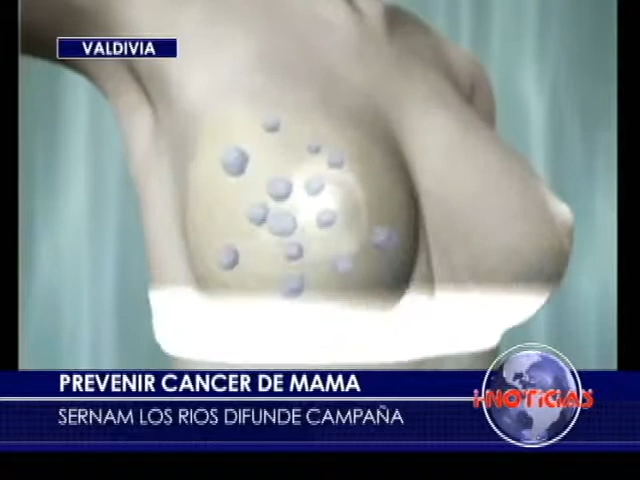 VALDIVIA
PREVENIR CANCER DE MAMA
SERNAM LOS RIOS DIFUNDE CAMPAÑA
i-NOTICIAS